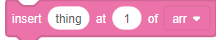 insert thing at 1 of arr